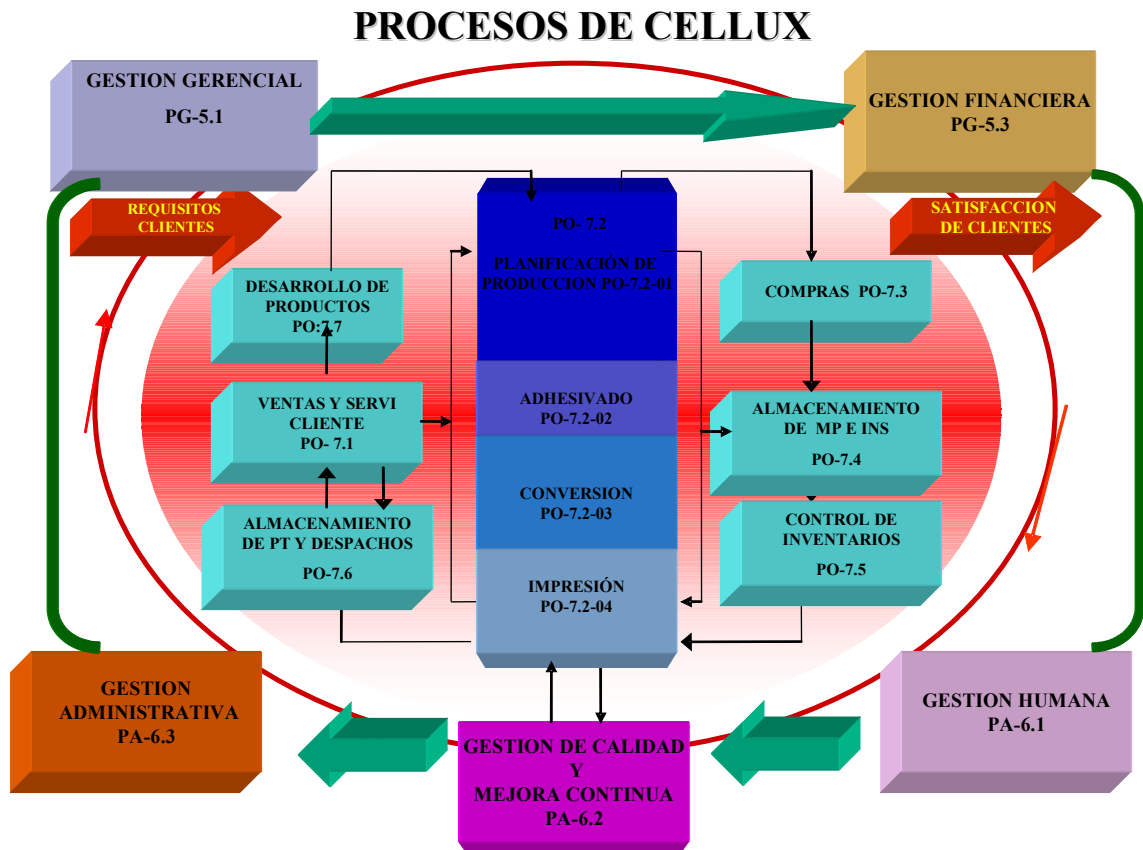 PROCESOS DE CELLUX
GESTION GERENCIAL
PG-5.1
GESTION FINANCIERA
PG-5.3
REQUISITOS
CLIENTES
SATISFACCION
DE CLIENTES
PO- 7.2
PLANIFICACIÓN DE
PRODUCCIÓN PO-7.2-01
DESARROLLO DE
PRODUCTOS
PO:7.7
COMPRAS PO-7.3
VENTAS Y SERVI
CLIENTE
PO- 7.1
ADHESIVADO
PO-7.2-02
ALMACENAMIENTO
DE MP E INS
PO-7.4
CONVERSION
PO-7.2-03
ALMACENAMIENTO
DE PT Y DESPACHOS
PO-7.6
CONTROL DE
INVENTARIOS
PO-7.5
IMPRESIÓN
PO-7.2-04
GESTION
ADMINISTRATIVA
PA-6.3
GESTION DE CALIDAD
Y
MEJORA CONTINUA
PA-6.2
GESTION HUMANA
PA-6.1